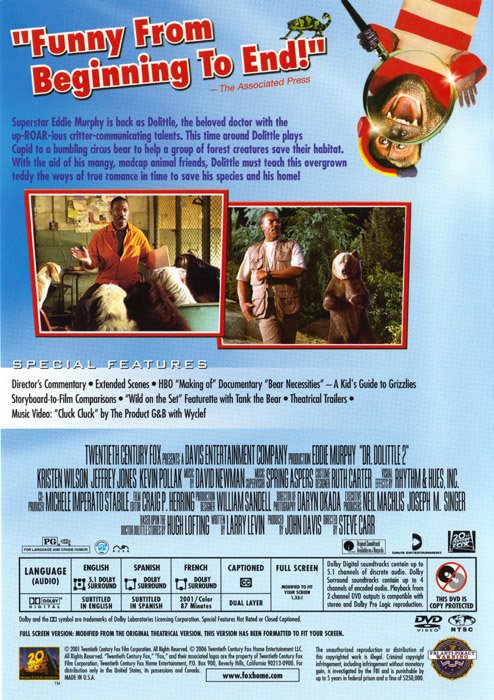 "Funny From
Beginning To End!"
– The Associated Press
Superstar Eddie Murphy is back as Dolittle, the beloved doctor with the
up-ROAR-ious critter-communicating talents. This time around Dolittle plays
Cupid to a bumbling circus bear to help a group of forest creatures save their habitat.
With the aid of his mangy, madcap animal friends, Dolittle must teach this overgrown
teddy the ways of true romance in time to save his species and his home!
SPECIAL FEATURES
Director's Commentary • Extended Scenes • HBO "Making of" Documentary "Bear Necessities" – A Kid's Guide to Grizzlies
Storyboard-to-Film Comparisons • "Wild on the Set" Featurette with Tank the Bear • Theatrical Trailers •
Music Video: "Cluck Cluck" by The Product G&B with Wyclef
TWENTIETH CENTURY FOX PRESENTS A DAVIS ENTERTAINMENT COMPANY PRODUCTION EDDIE MURPHY "DR. DOLITTLE 2"
KRISTEN WILSON JEFFREY JONES KEVIN POLLAK MUSIC BY DAVID NEWMAN MUSIC SUPERVISOR SPRING ASPERS COSTUME DESIGNER RUTH CARTER VISUAL EFFECTS BY RHYTHM & HUES, INC.
CO-PRODUCER MICHELE IMPERATO STABILE FILM EDITOR CRAIG P. HERRING PRODUCTION DESIGNER WILLIAM SANDELL DIRECTOR OF PHOTOGRAPHY DARYN OKADA EXECUTIVE PRODUCERS NEIL MACHLIS JOSEPH M. SINGER
BASED UPON THE DOCTOR DOLITTLE STORIES BY HUGH LOFTING WRITTEN BY LARRY LEVIN PRODUCED BY JOHN DAVIS DIRECTED BY STEVE CARR
PG
FOR LANGUAGE AND CRUDE HUMOR
Original Soundtrack
DAVIS ENTERTAINMENT
20th CENTURY FOX
LANGUAGE (AUDIO)
ENGLISH
5.1 DOLBY SURROUND
SPANISH
DOLBY SURROUND
FRENCH
DOLBY SURROUND
CAPTIONED
CC
FULL SCREEN
MODIFIED TO FIT YOUR SCREEN
1.33:1
DOLBY DIGITAL
SUBTITLED IN ENGLISH
SUBTITLED IN SPANISH
2001/Color
87 Minutes
DUAL LAYER
Dolby Digital soundtracks contain up to
5.1 channels of discrete audio. Dolby
Surround soundtracks contain up to 4
channels of encoded audio. Playback from
2-channel DVD outputs is compatible with
stereo and Dolby Pro Logic reproduction.
THIS DVD IS
COPY PROTECTED
Dolby and the DD symbol are trademarks of Dolby Laboratories Licensing Corporation. Special Features Not Rated or Closed Captioned.
DVD VIDEO
NTSC
FULL SCREEN VERSION: MODIFIED FROM THE ORIGINAL THEATRICAL VERSION. THIS VERSION HAS BEEN FORMATTED TO FIT YOUR SCREEN.
© 2001 Twentieth Century Fox Film Corporation. All Rights Reserved. © 2006 Twentieth Century Fox Home Entertainment LLC.
All Rights Reserved. "Twentieth Century Fox," "Fox," and their associated logos are the property of Twentieth Century Fox
Film Corporation. Twentieth Century Fox Home Entertainment, P.O. Box 900, Beverly Hills, California 90213-0900. For
distribution only in the United States, its possessions and Canada.
MADE IN U.S.A.
www.foxhome.com
The unauthorized reproduction or distribution of
this copyrighted work is illegal. Criminal copyright
infringement, including infringement without monetary
gain, is investigated by the FBI and is punishable by
up to 5 years in federal prison and a fine of $250,000.
FBI ANTI-PIRACY
WARNING